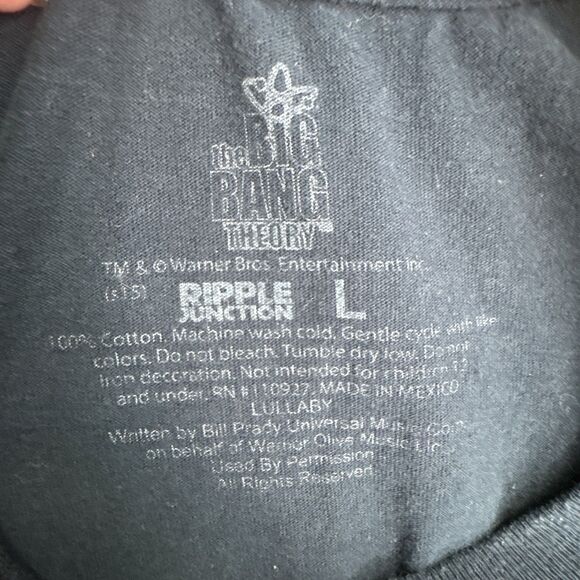 the BIG
BANG
THEORY™
TM & © Warner Bros. Entertainment Inc.
(s15)
RIPPLE
JUNCTION
L
100% Cotton. Machine wash cold. Gentle cycle with like
colors. Do not bleach. Tumble dry low. Do not
iron decoration. Not intended for children 12
and under. RN #110927. MADE IN MEXICO
LULLABY
Written by Bill Prady Universal Music Corp.
on behalf of Warner Olive Music LLC
Used By Permission
All Rights Reserved